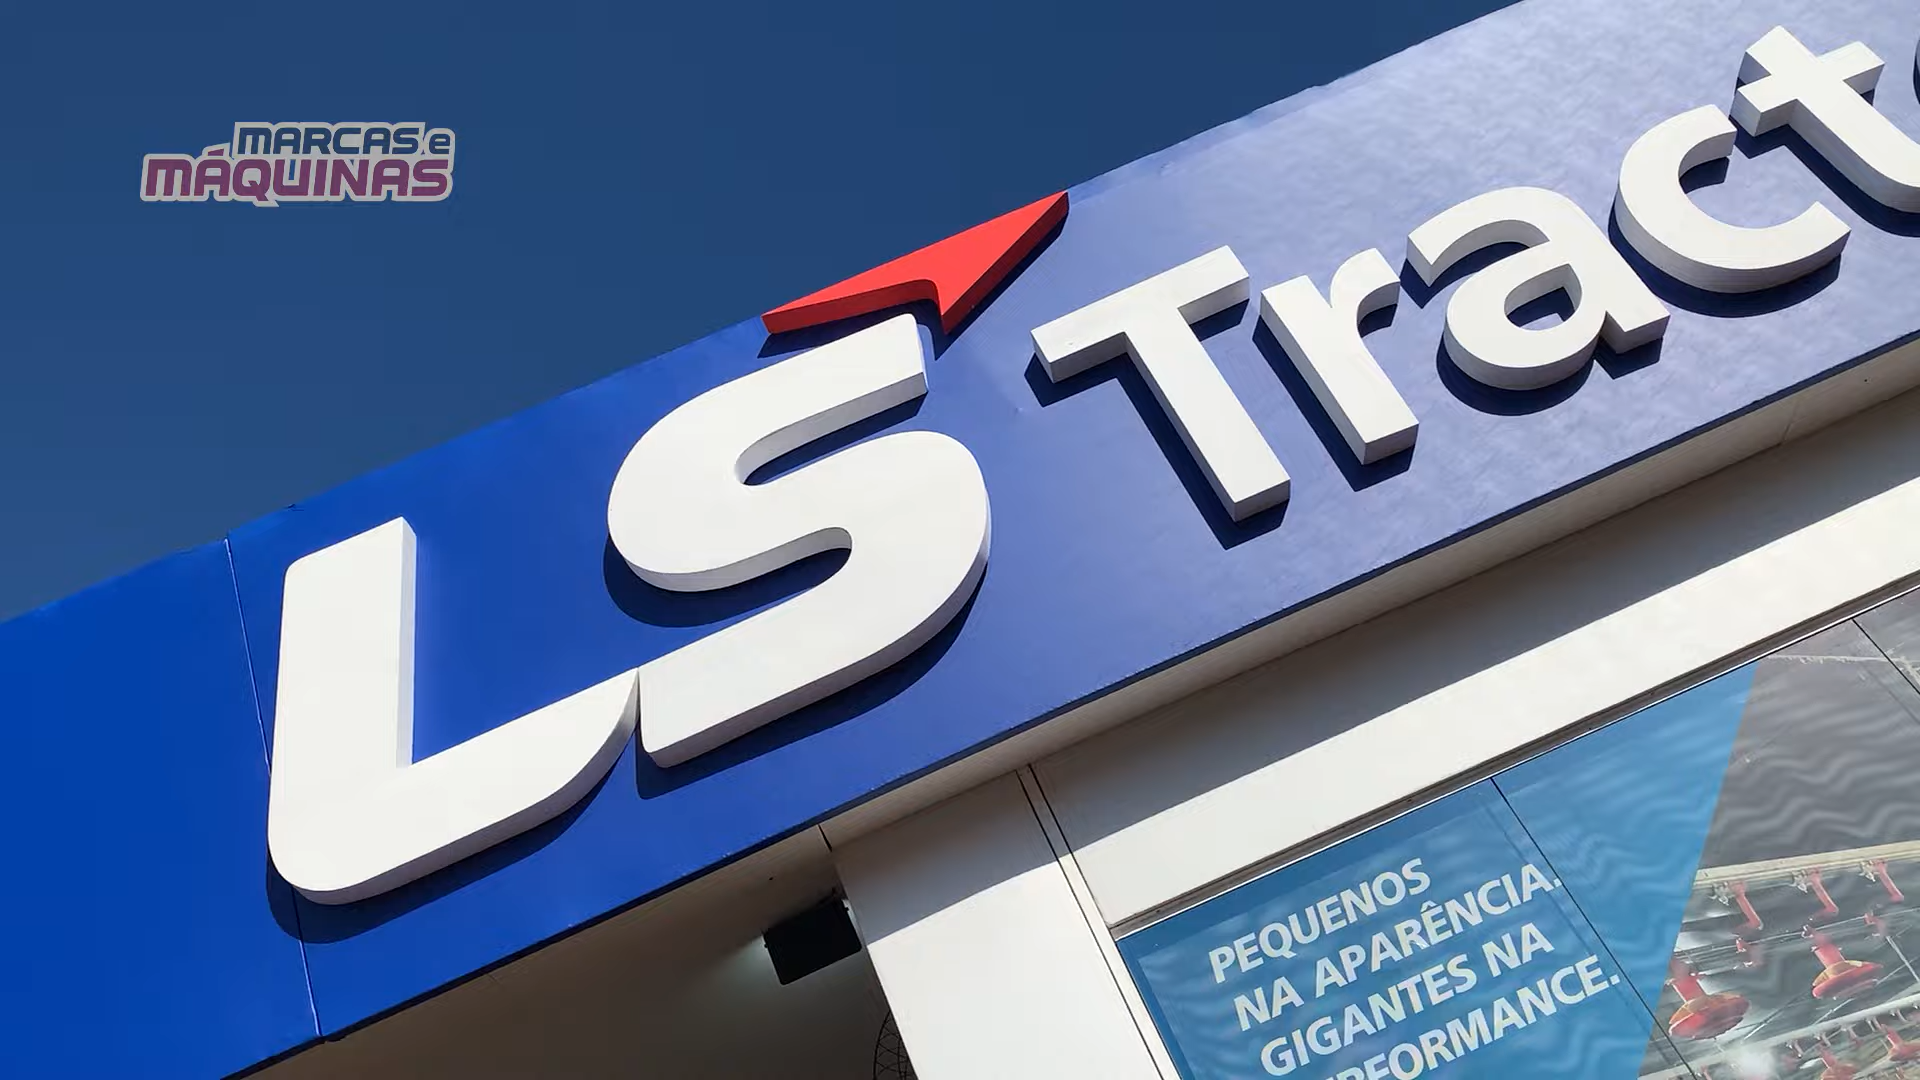 MARCAS e
MÁQUINAS
LS Tract
PEQUENOS
NA APARÊNCIA.
GIGANTES NA
PERFORMANCE.